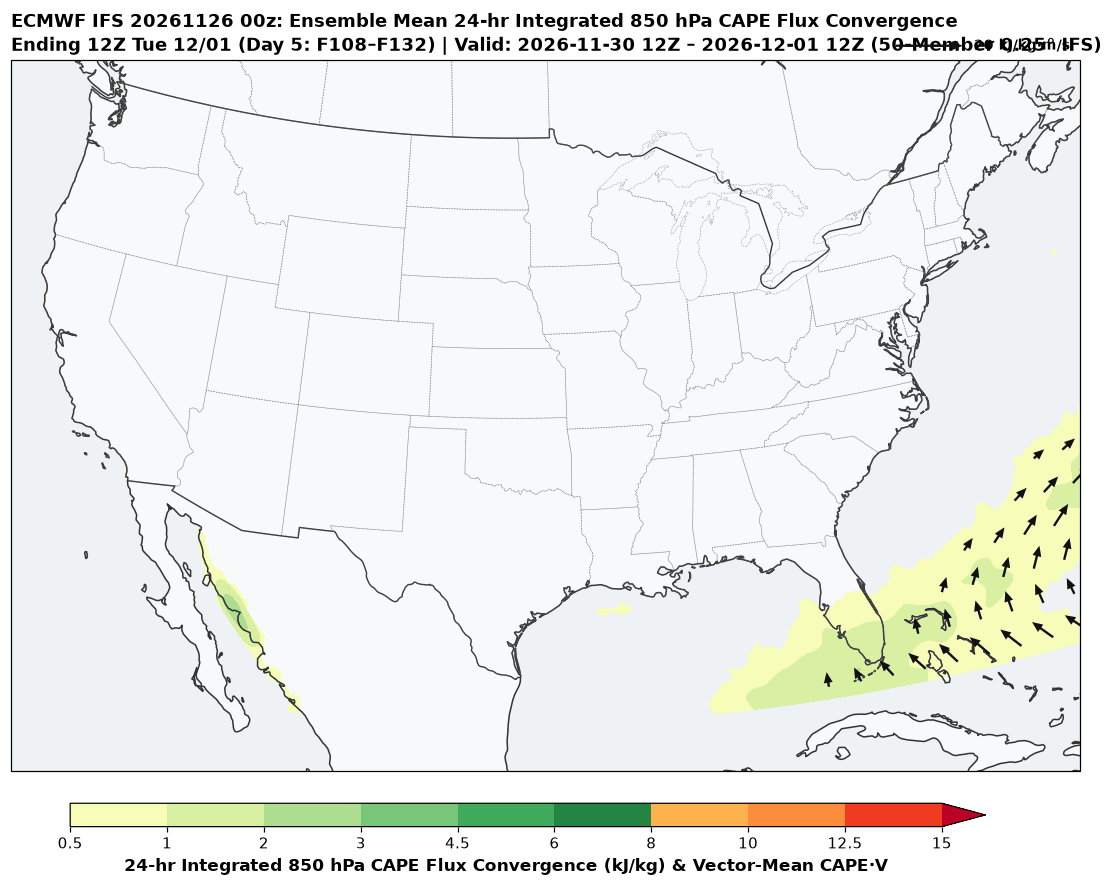 ECMWF IFS 20261126 00z: Ensemble Mean 24-hr Integrated 850 hPa CAPE Flux Convergence
Ending 12Z Tue 12/01 (Day 5: F108–F132) | Valid: 2026-11-30 12Z – 2026-12-01 12Z (50-Member 0.25° IFS)
0.5 1 2 3 4.5 6 8 10 12.5 15
24-hr Integrated 850 hPa CAPE Flux Convergence (kJ/kg) & Vector-Mean CAPE·V